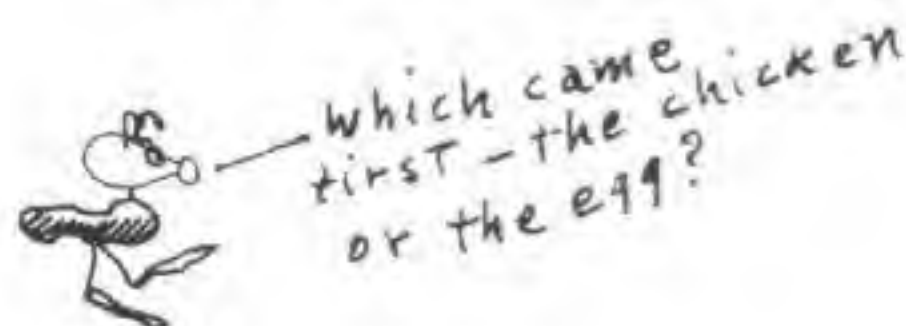 which came
first - the chicken
or the egg?